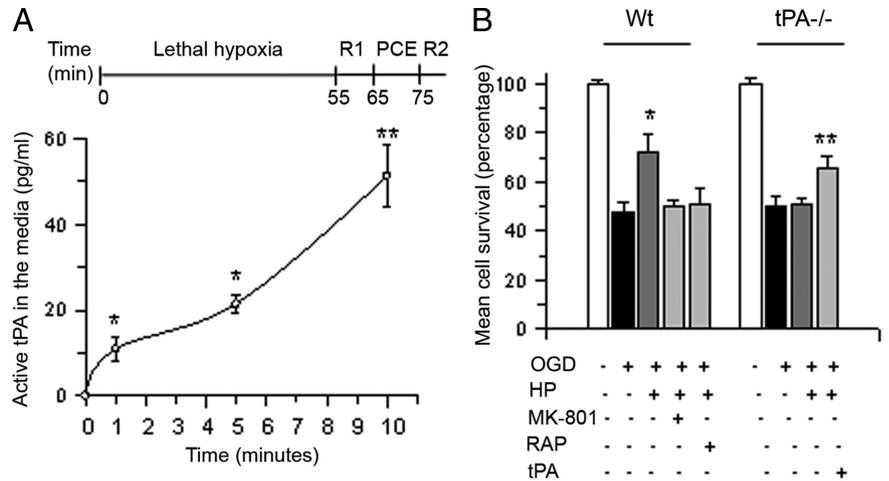 A
Time Lethal hypoxia R1 PCE R2
(min)
0 55 65 75
Active tPA in the media (pg/ml)
60
**
40
*
20
*
0
0 1 2 3 4 5 6 7 8 9 10
Time (minutes)
B
Wt tPA-/-
Mean cell survival (percentage)
100
80
*
**
60
40
20
0
OGD - + + + + - + + +
HP - - + + + - - + +
MK-801 - - - + - - - - -
RAP - - - - + - - - -
tPA - - - - - - - - +